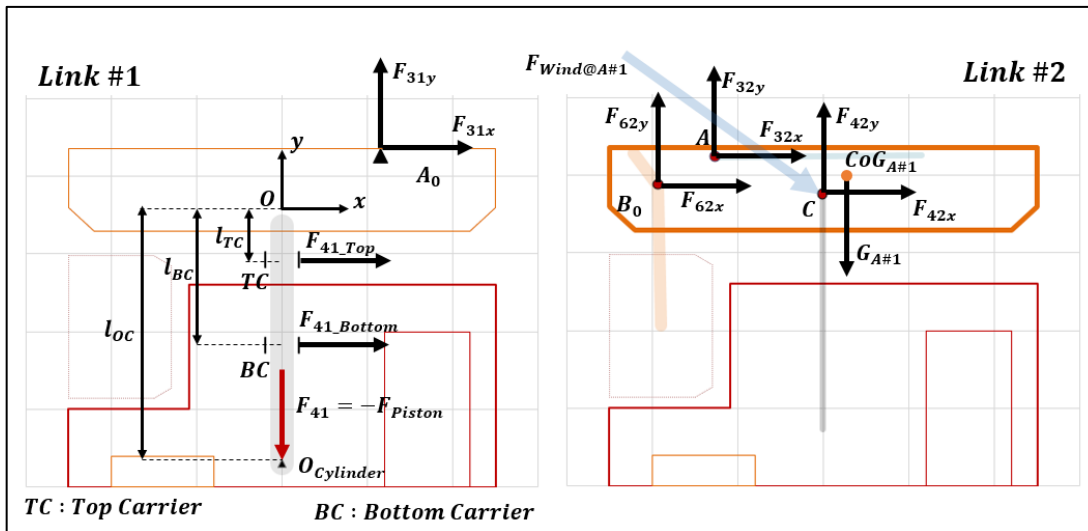 Link #1
F31y
F31x
A0
y
O
x
lTC
F41_Top
lBC
TC
lOC
F41_Bottom
BC
F41 = −FPiston
OCylinder
TC : Top Carrier
BC : Bottom Carrier
FWind@A#1
Link #2
F32y
F62y
F42y
A
F32x
CoGA#1
B0
F62x
C
F42x
GA#1